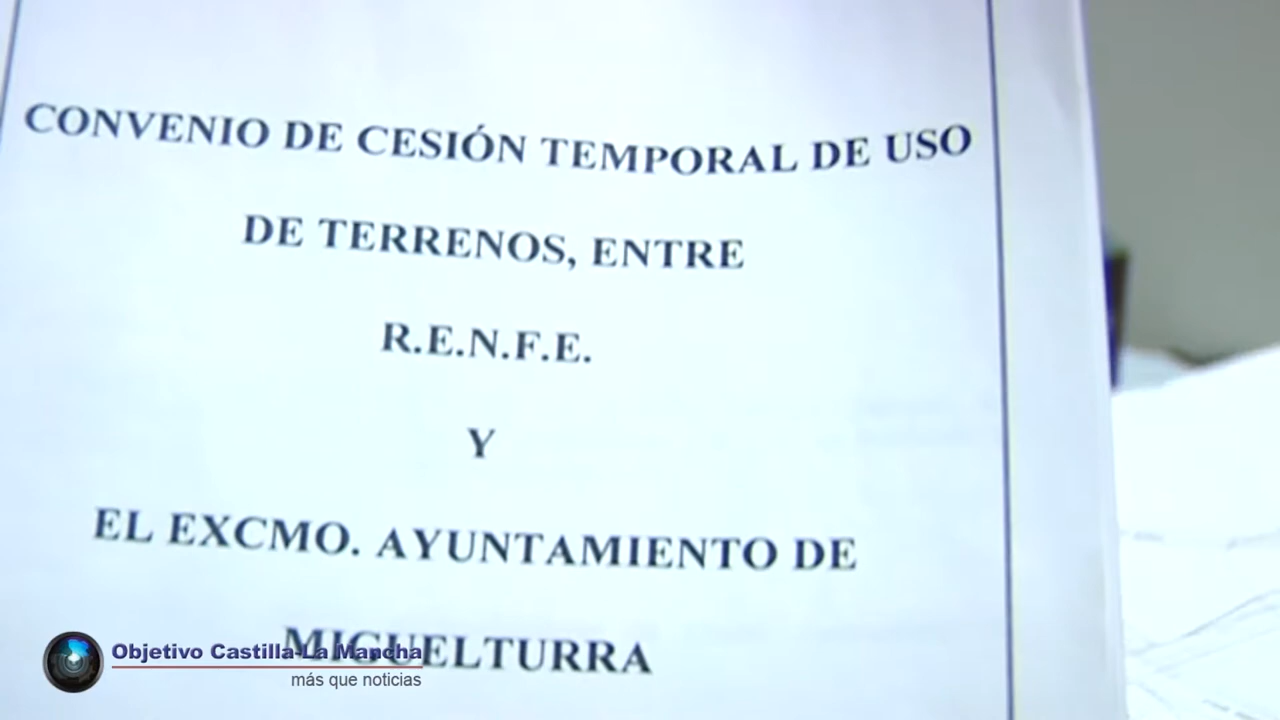 CONVENIO DE CESIÓN TEMPORAL DE USO
DE TERRENOS, ENTRE
R.E.N.F.E.
Y
EL EXCMO. AYUNTAMIENTO DE
MIGUELTURRA
Objetivo Castilla-La Mancha
más que noticias